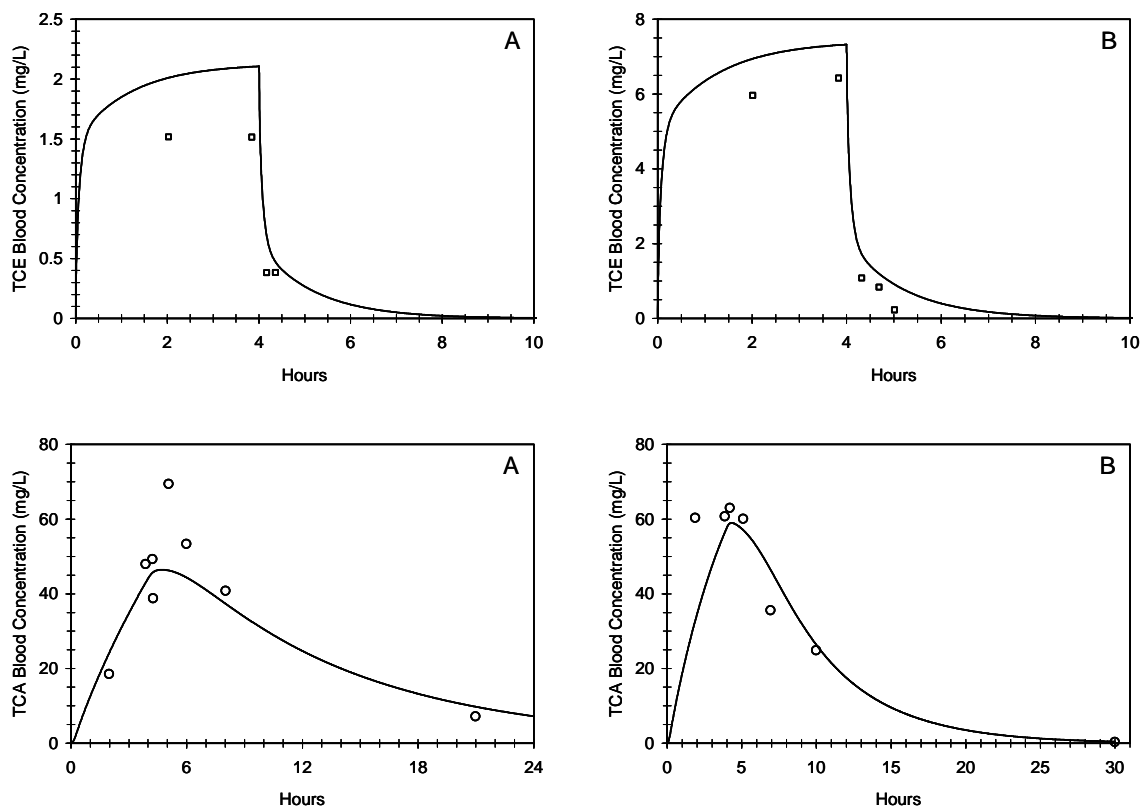 A
TCE Blood Concentration (mg/L)
2.5
2
1.5
1
0.5
0
0 2 4 6 8 10
Hours
B
TCE Blood Concentration (mg/L)
8
6
4
2
0
0 2 4 6 8 10
Hours
A
TCA Blood Concentration (mg/L)
80
60
40
20
0
0 6 12 18 24
Hours
B
TCA Blood Concentration (mg/L)
80
60
40
20
0
0 5 10 15 20 25 30
Hours